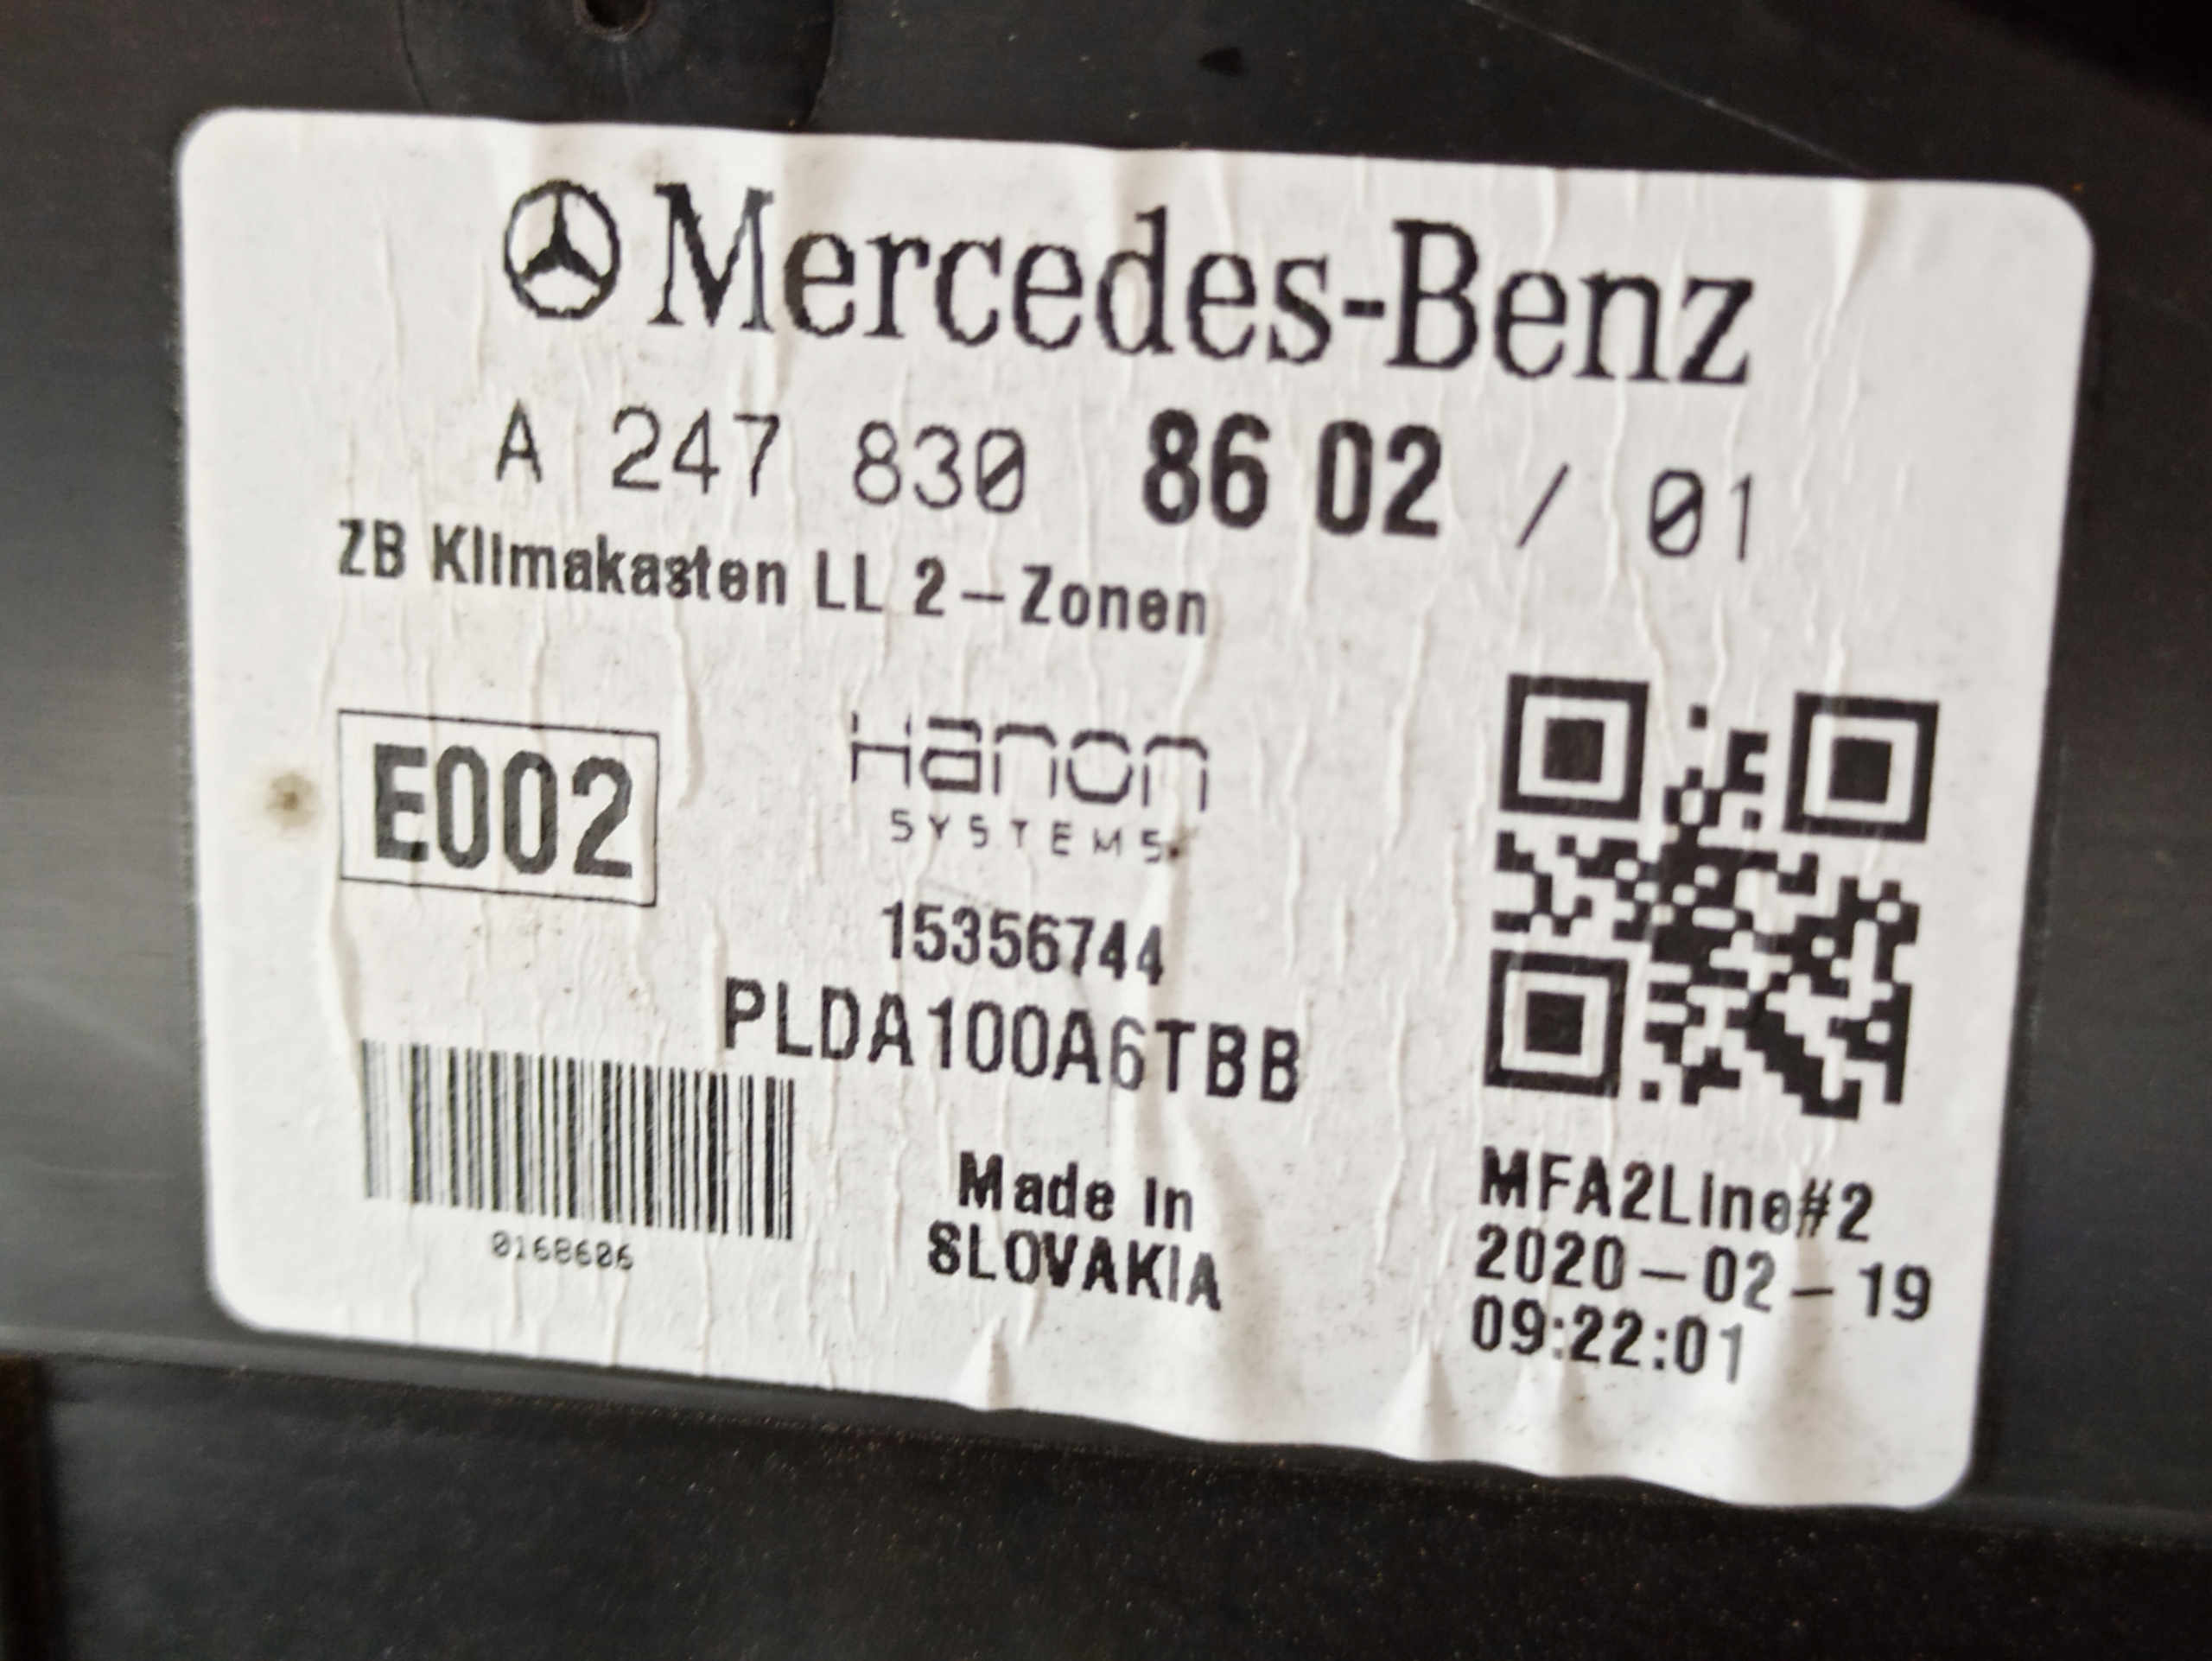 Mercedes-Benz
A 247 830 86 02 / 01
ZB Klimakasten LL 2-Zonen
E002
Hanon
SYSTEMS
15356744
PLDA100A6TBB
0168606
Made in
SLOVAKIA
MFA2Line#2
2020-02-19
09:22:01